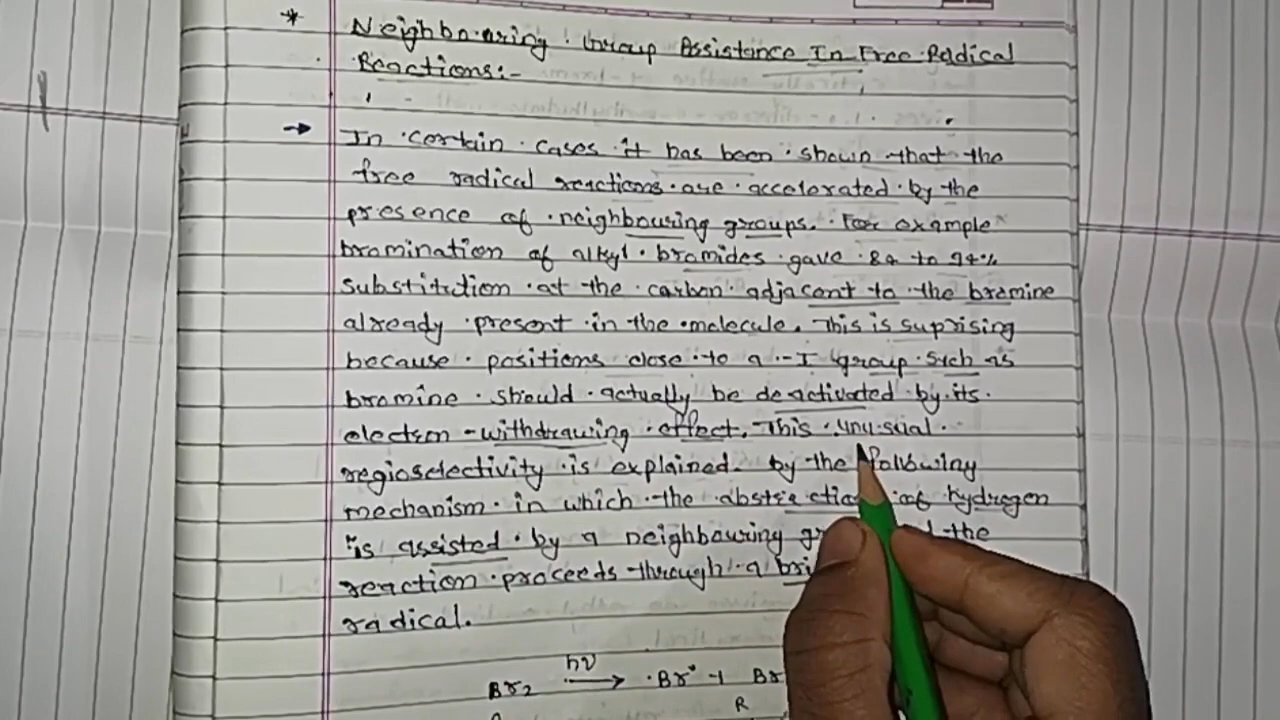 * Neighbouring Group Assistance In Free Radical
Reactions:-
→ In certain cases it has been shown that the
free radical reactions are accelorated by the
presence of neighbouring groups. For example
bromination of alkyl bromides gave 84 to 94%
substitution at the carbon adjacent to the bromine
already present in the molecule. This is suprising
because positions close to a -I group such as
bromine should actually be deactivated by its
electron-withdrawing effect. This unusual
regioselectivity is explained by the following
mechanism in which the abstraction of hydrogen
is assisted by a neighbouring the
reaction proceeds through a
radical.
hν
Br2 → Br• +
R